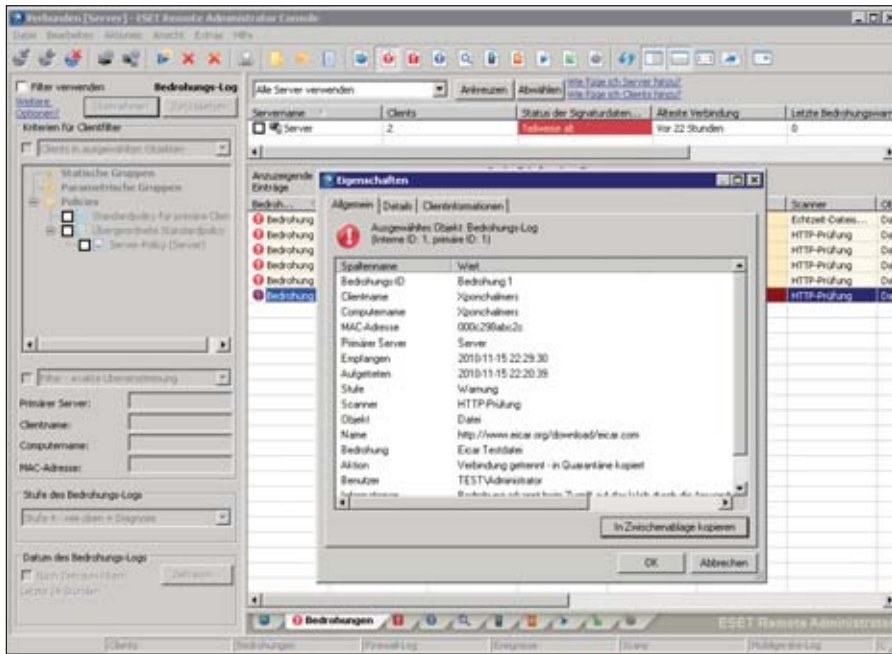 Verbunden [Server] - ESET Remote Administrator Console
Datei Bearbeiten Aktionen Ansicht Extras Hilfe
Filter verwenden Bedrohungs-Log
Weitere Optionen? Übernehmen Zurücksetzen
Kriterien für Clientfilter
Clients in ausgewählten Objekten
Statische Gruppen
Parametrische Gruppen
Policies
Standardpolicy für primäre Clien
Übergeordnete Standardpolicy
Server-Policy (Server)
Filter - exakte Übereinstimmung
Primärer Server:
Clientname:
Computername:
MAC-Adresse:
Stufe des Bedrohungs-Logs
Stufe 4 - wie oben + Diagnose
Datum des Bedrohungs-Logs
Nach Zeitraum filtern Zeitraum
Letzte 24 Stunden
Alle Server verwenden Ankreuzen Abwählen Wie füge ich Server hinzu?
Wie füge ich Clients hinzu?
Servername Clients Status der Signaturdaten... Älteste Verbindung Letzte Bedrohungswarn
Server 2 Teilweise alt Vor 22 Stunden 0
Anzuzeigende Einträge
Bedroh... Scanner
Bedrohung Echtzeit-Dateis...
Bedrohung HTTP-Prüfung
Bedrohung HTTP-Prüfung
Bedrohung HTTP-Prüfung
Bedrohung HTTP-Prüfung
Bedrohung HTTP-Prüfung
Eigenschaften
Allgemein Details Clientinformationen
Ausgewähltes Objekt: Bedrohungs-Log
(Interne ID: 1, primäre ID: 1)
Spaltenname Wert
Bedrohungs-ID Bedrohung 1
Clientname Xponchalmers
Computername Xponchalmers
MAC-Adresse 000c298abc2c
Primärer Server Server
Empfangen 2010-11-15 22:29:30
Aufgetreten 2010-11-15 22:20:39
Stufe Warnung
Scanner HTTP-Prüfung
Objekt Datei
Name http://www.eicar.org/download/eicar.com
Bedrohung Eicar Testdatei
Aktion Verbindung getrennt - in Quarantäne kopiert
Benutzer TEST\Administrator
In Zwischenablage kopieren
OK Abbrechen
Bedrohungen
ESET Remote Administrator
Clients Bedrohungen Firewall-Log Ereignisse Scans Mobilgeräte-Log